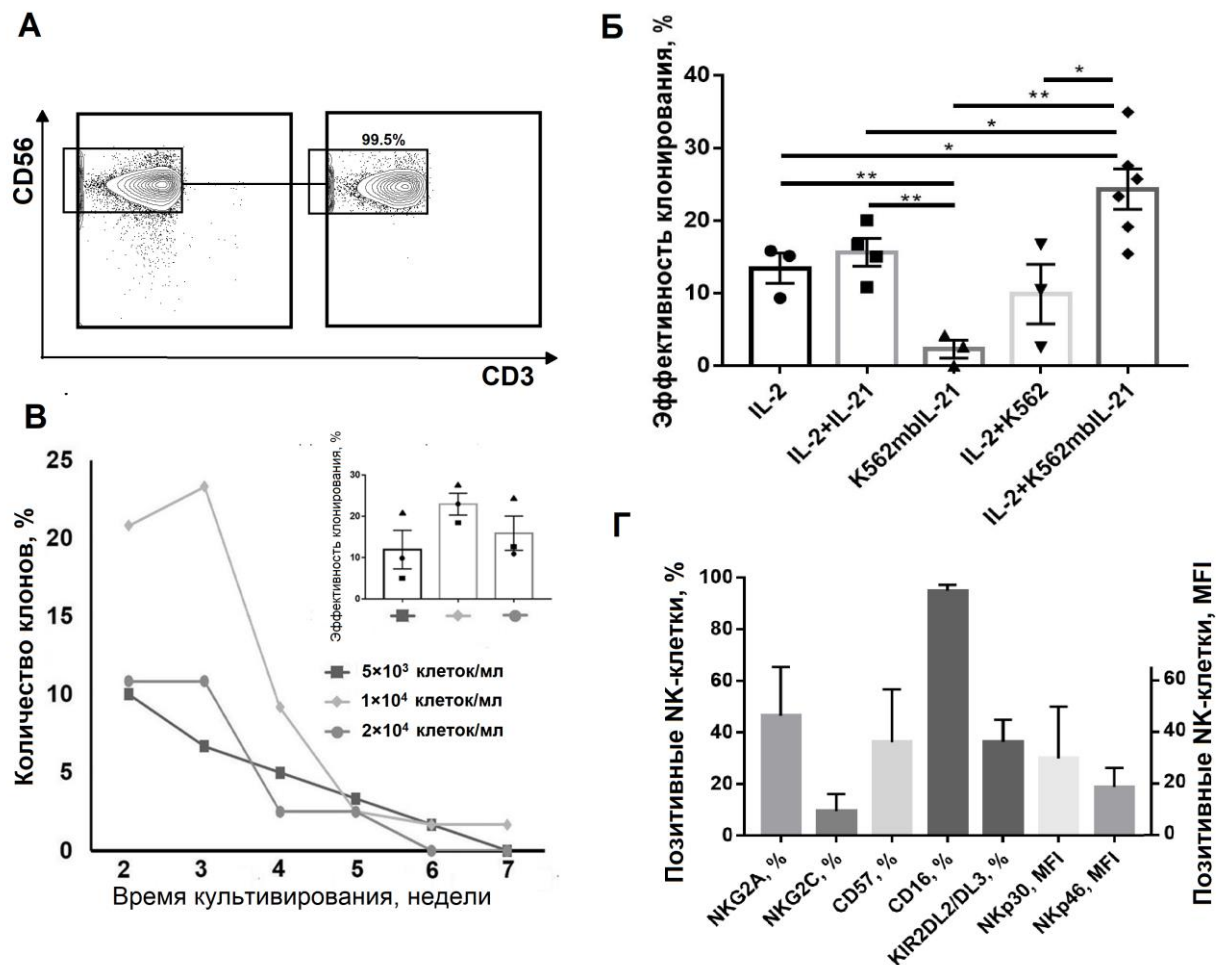 А
CD56
99.5%
CD3
Б
Эффективность клонирования, %
40
30
20
10
0
*
**
*
*
**
**
IL-2
IL-2+IL-21
K562mbIL-21
IL-2+K562
IL-2+K562mbIL-21
В
Количество клонов, %
25
20
15
10
5
0
2
3
4
5
6
7
Время культивирования, недели
Эффективность клонирования, %
30
20
10
0
5×10³ клеток/мл
1×10⁴ клеток/мл
2×10⁴ клеток/мл
Г
Позитивные NK-клетки, %
100
80
60
40
20
0
NKG2A, %
NKG2C, %
CD57, %
CD16, %
KIR2DL2/DL3, %
NKp30, MFI
NKp46, MFI
60
40
20
0
Позитивные NK-клетки, MFI